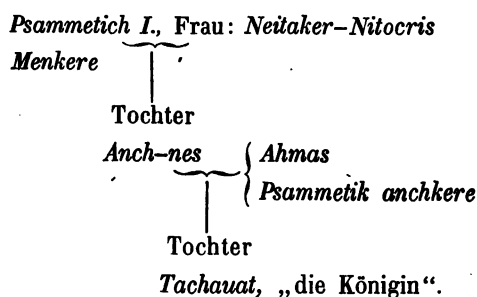 Psammetich I., Frau: Neitaker–Nitocris
Menkere
Tochter
Anch–nes Ahmas
Psammetik anchkere
Tochter
Tachauat, „die Königin“.